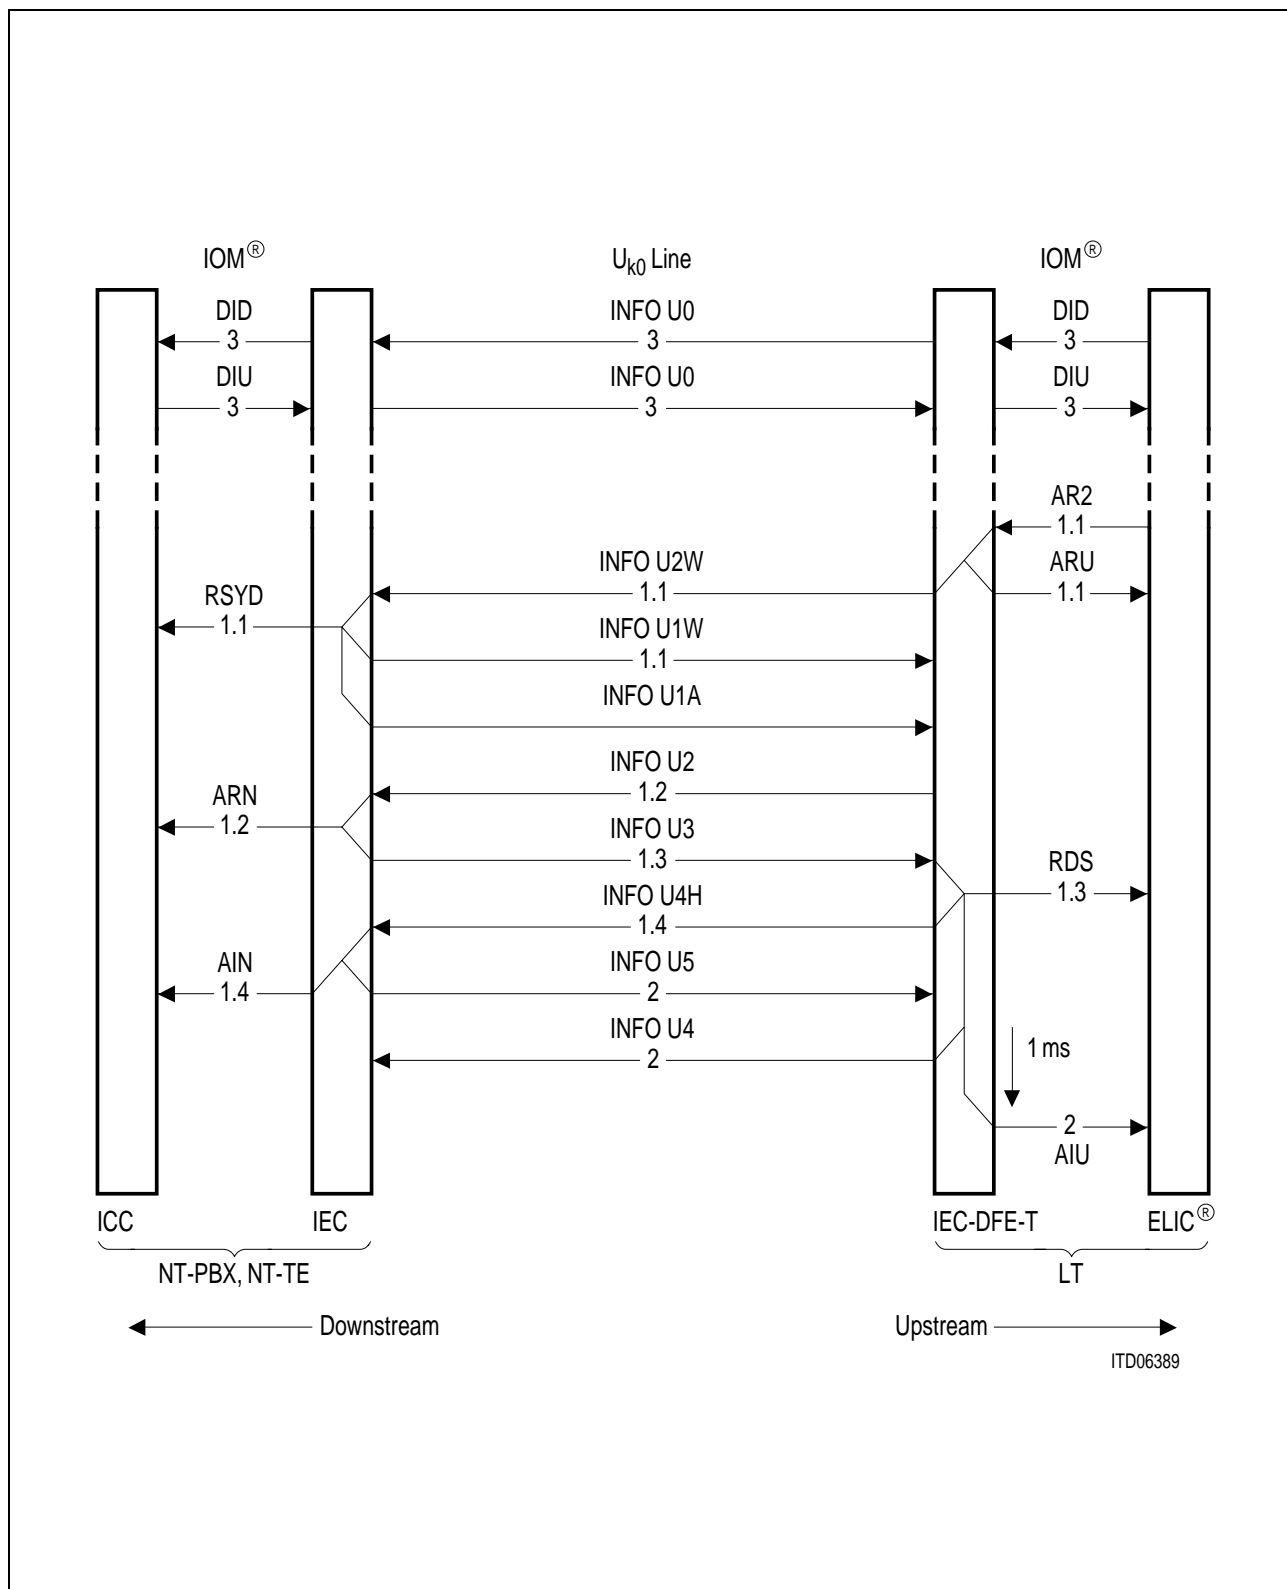 IOM® Uk0 Line IOM®
DID INFO U0 DID
3 3 3
DIU INFO U0 DIU
3 3 3
AR2
1.1
INFO U2W ARU
RSYD 1.1 1.1
1.1 INFO U1W
1.1
INFO U1A
INFO U2
ARN 1.2
1.2 INFO U3
1.3 RDS
INFO U4H 1.3
1.4
AIN INFO U5
1.4 2
INFO U4
2 1 ms
2
AIU
ICC IEC IEC-DFE-T ELIC®
NT-PBX, NT-TE LT
Downstream Upstream
ITD06389